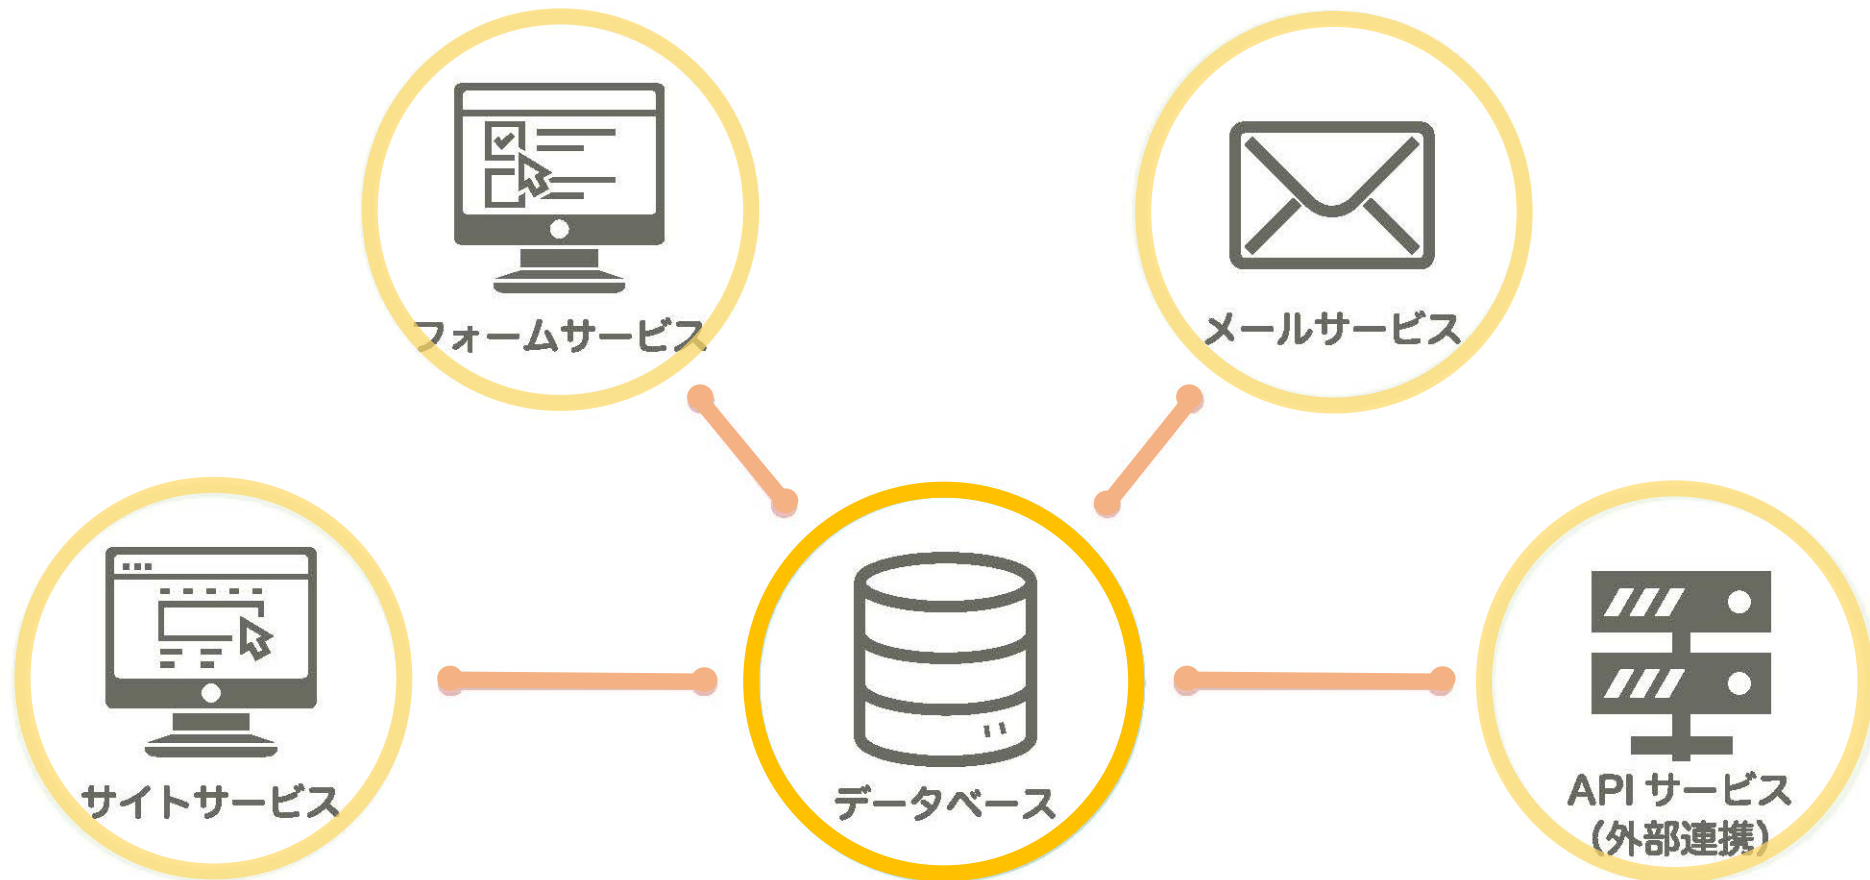 フォームサービス
メールサービス
サイトサービス
データベース
API サービス
（外部連携）